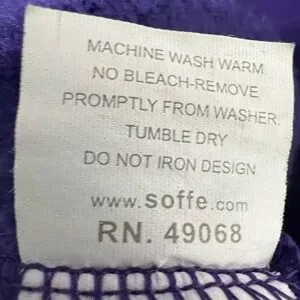 MACHINE WASH WARM
NO BLEACH-REMOVE
PROMPTLY FROM WASHER.
TUMBLE DRY
DO NOT IRON DESIGN
www.soffe.com
RN. 49068